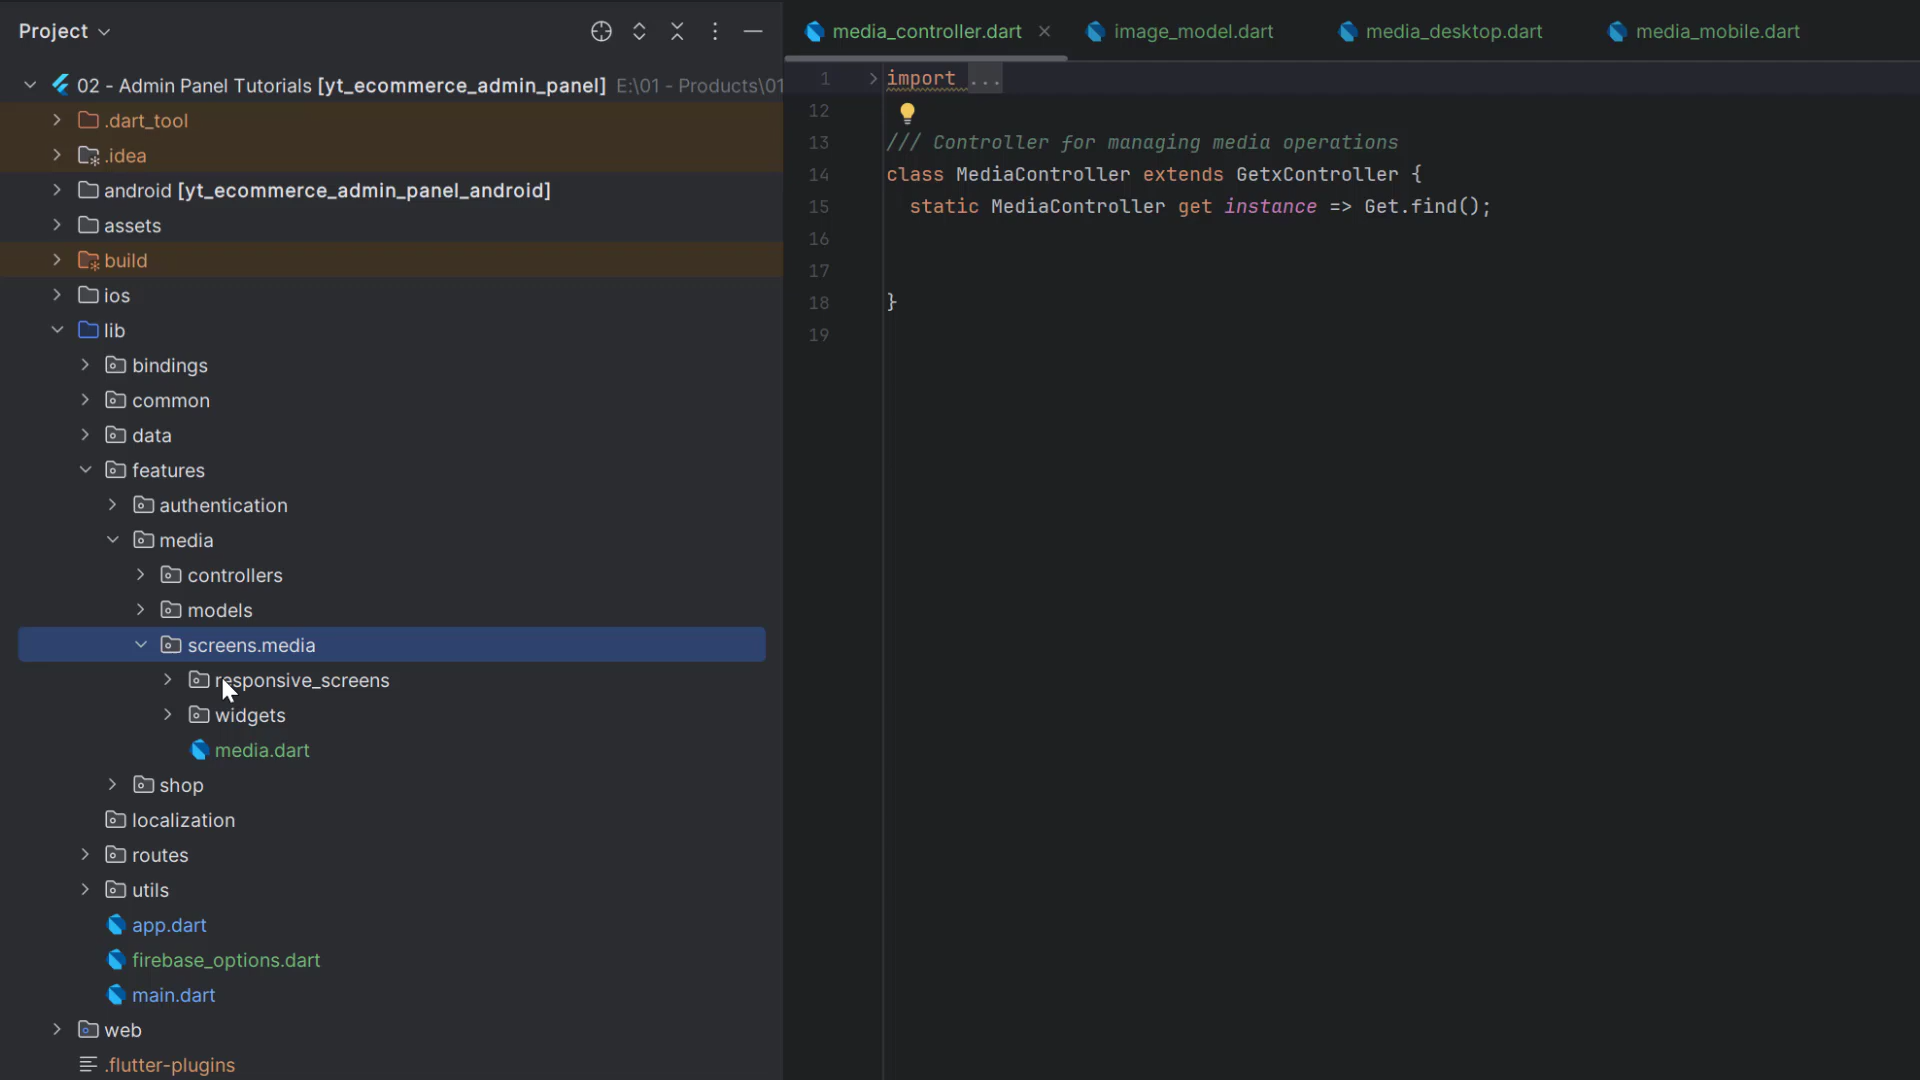 Project
02 - Admin Panel Tutorials [yt_ecommerce_admin_panel] E:\01 - Products\01
.dart_tool
.idea
android [yt_ecommerce_admin_panel_android]
assets
build
ios
lib
bindings
common
data
features
authentication
media
controllers
models
screens.media
responsive_screens
widgets
media.dart
shop
localization
routes
utils
app.dart
firebase_options.dart
main.dart
web
.flutter-plugins
media_controller.dart image_model.dart media_desktop.dart media_mobile.dart
1 import ...
12
13 /// Controller for managing media operations
14 class MediaController extends GetxController {
15 static MediaController get instance => Get.find();
16
17
18 }
19